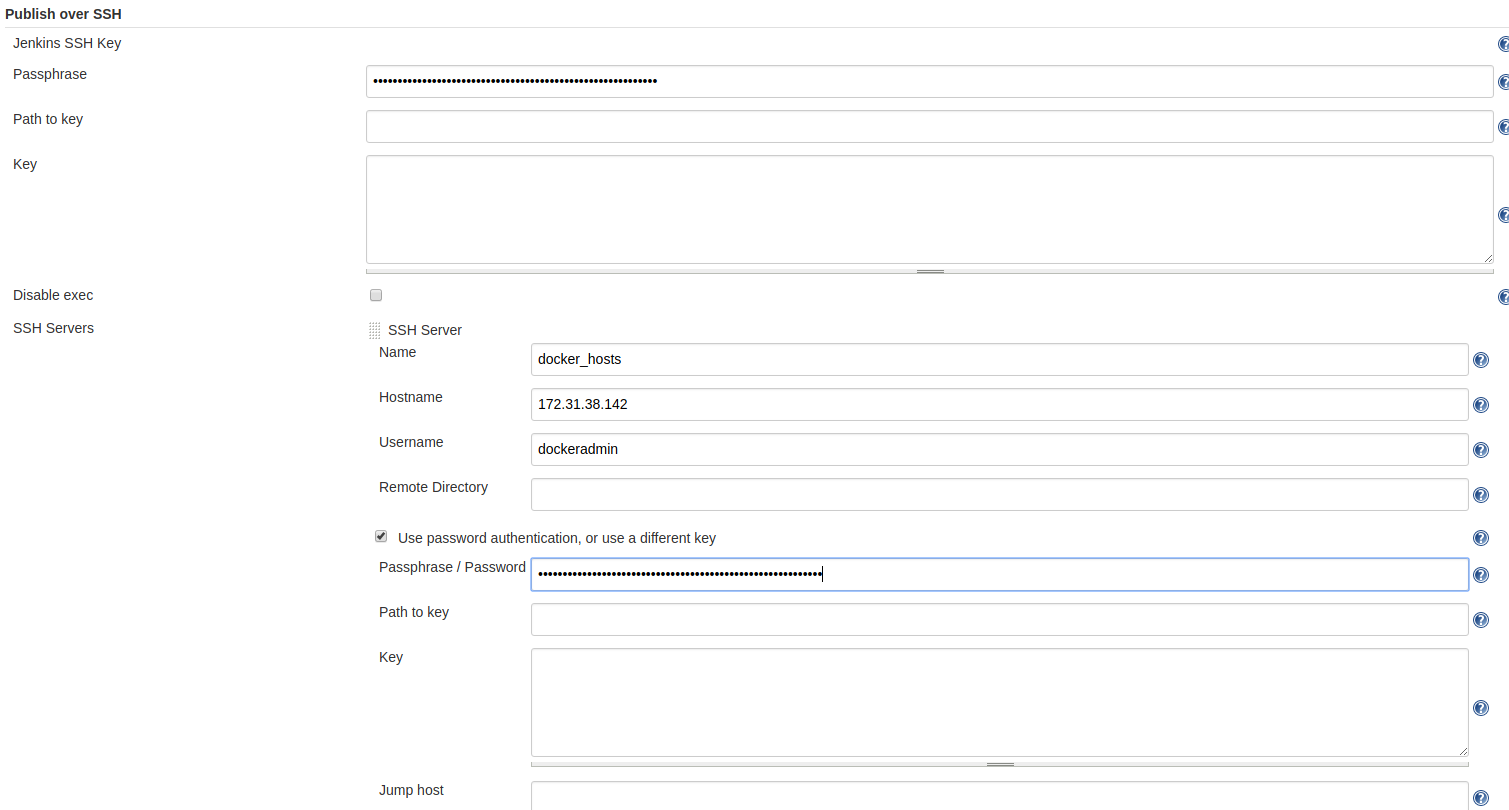 Publish over SSH
Jenkins SSH Key
Passphrase
••••••••••••••••••••••••••••••••••••••••••••••••••••••••••
Path to key
Key
Disable exec
SSH Servers
SSH Server
Name
docker_hosts
Hostname
172.31.38.142
Username
dockeradmin
Remote Directory
Use password authentication, or use a different key
Passphrase / Password
••••••••••••••••••••••••••••••••••••••••••••••••••••••••••
Path to key
Key
Jump host